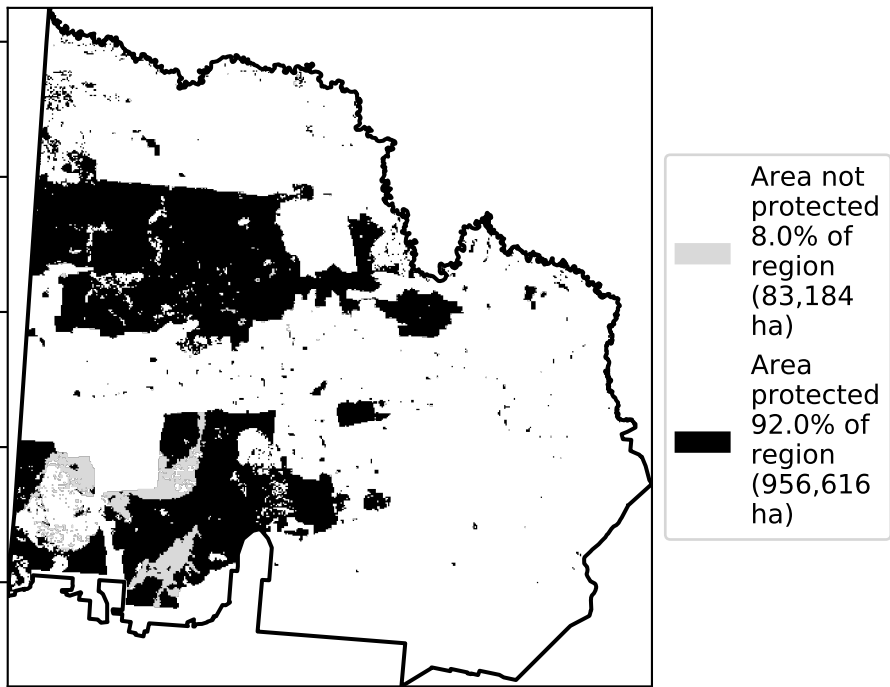 Area not
protected
8.0% of
region
(83,184
ha)
Area
protected
92.0% of
region
(956,616
ha)